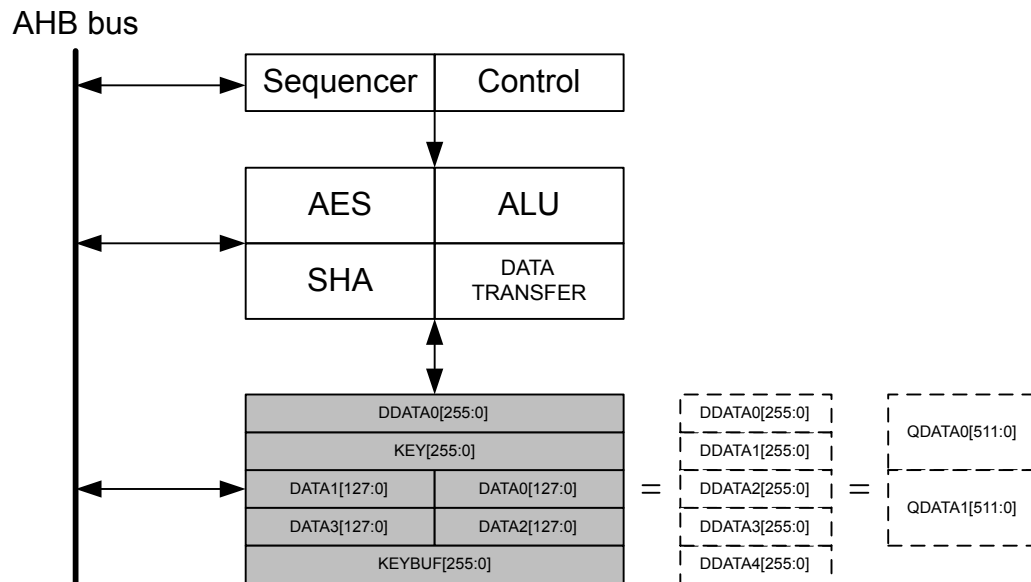 AHB bus
Sequencer Control
AES ALU
SHA DATA TRANSFER
DDATA0[255:0]
KEY[255:0]
DATA1[127:0] DATA0[127:0]
DATA3[127:0] DATA2[127:0]
KEYBUF[255:0]
=
DDATA0[255:0]
DDATA1[255:0]
DDATA2[255:0]
DDATA3[255:0]
DDATA4[255:0]
=
QDATA0[511:0]
QDATA1[511:0]